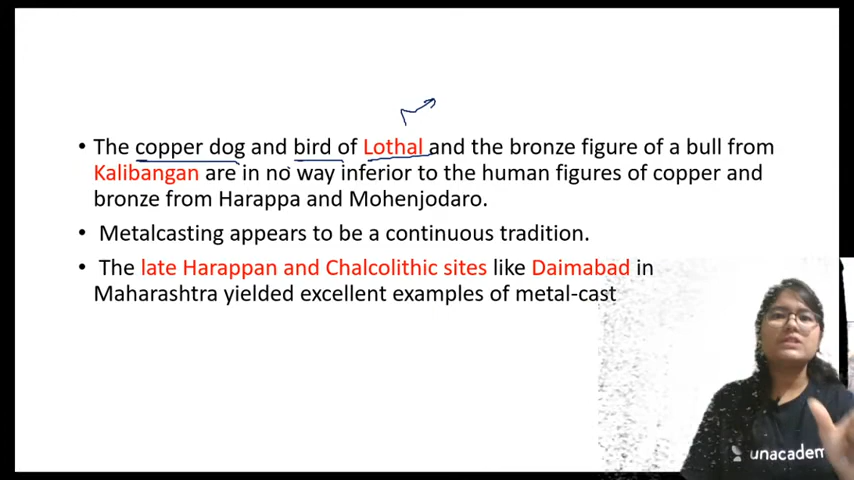 • The copper dog and bird of Lothal and the bronze figure of a bull from
Kalibangan are in no way inferior to the human figures of copper and
bronze from Harappa and Mohenjodaro.
• Metalcasting appears to be a continuous tradition.
• The late Harappan and Chalcolithic sites like Daimabad in
Maharashtra yielded excellent examples of metal-cast
unacadem